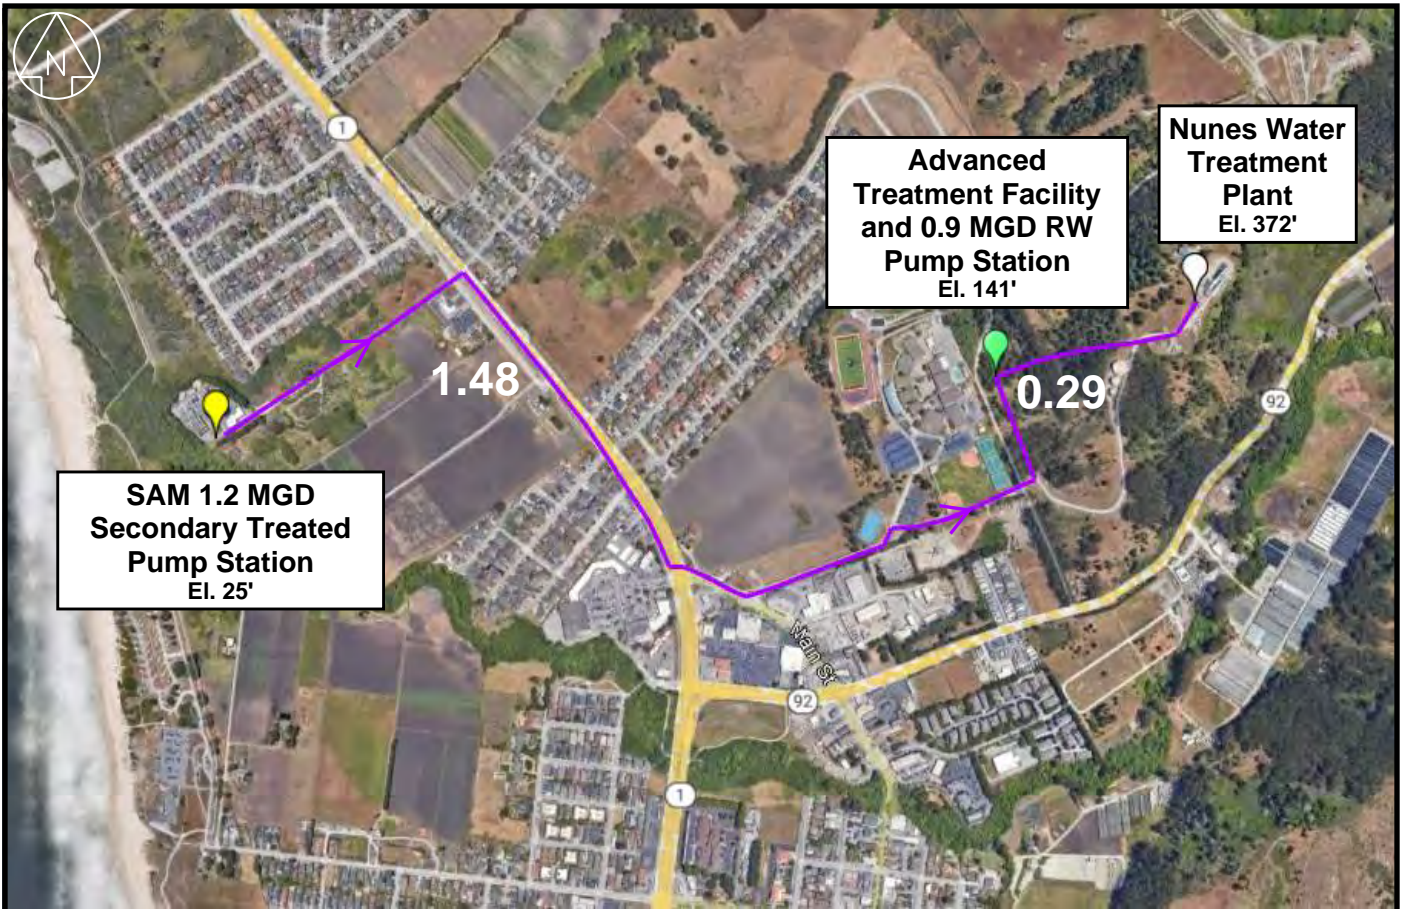 N
1
Advanced
Treatment Facility
and 0.9 MGD RW
Pump Station
El. 141'
Nunes Water
Treatment
Plant
El. 372'
1.48
0.29
92
SAM 1.2 MGD
Secondary Treated
Pump Station
El. 25'
Main St
92
1